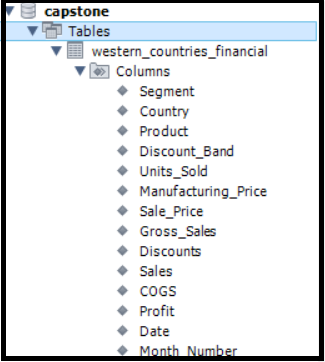 capstone
Tables
western_countries_financial
Columns
Segment
Country
Product
Discount_Band
Units_Sold
Manufacturing_Price
Sale_Price
Gross_Sales
Discounts
Sales
COGS
Profit
Date
Month_Number